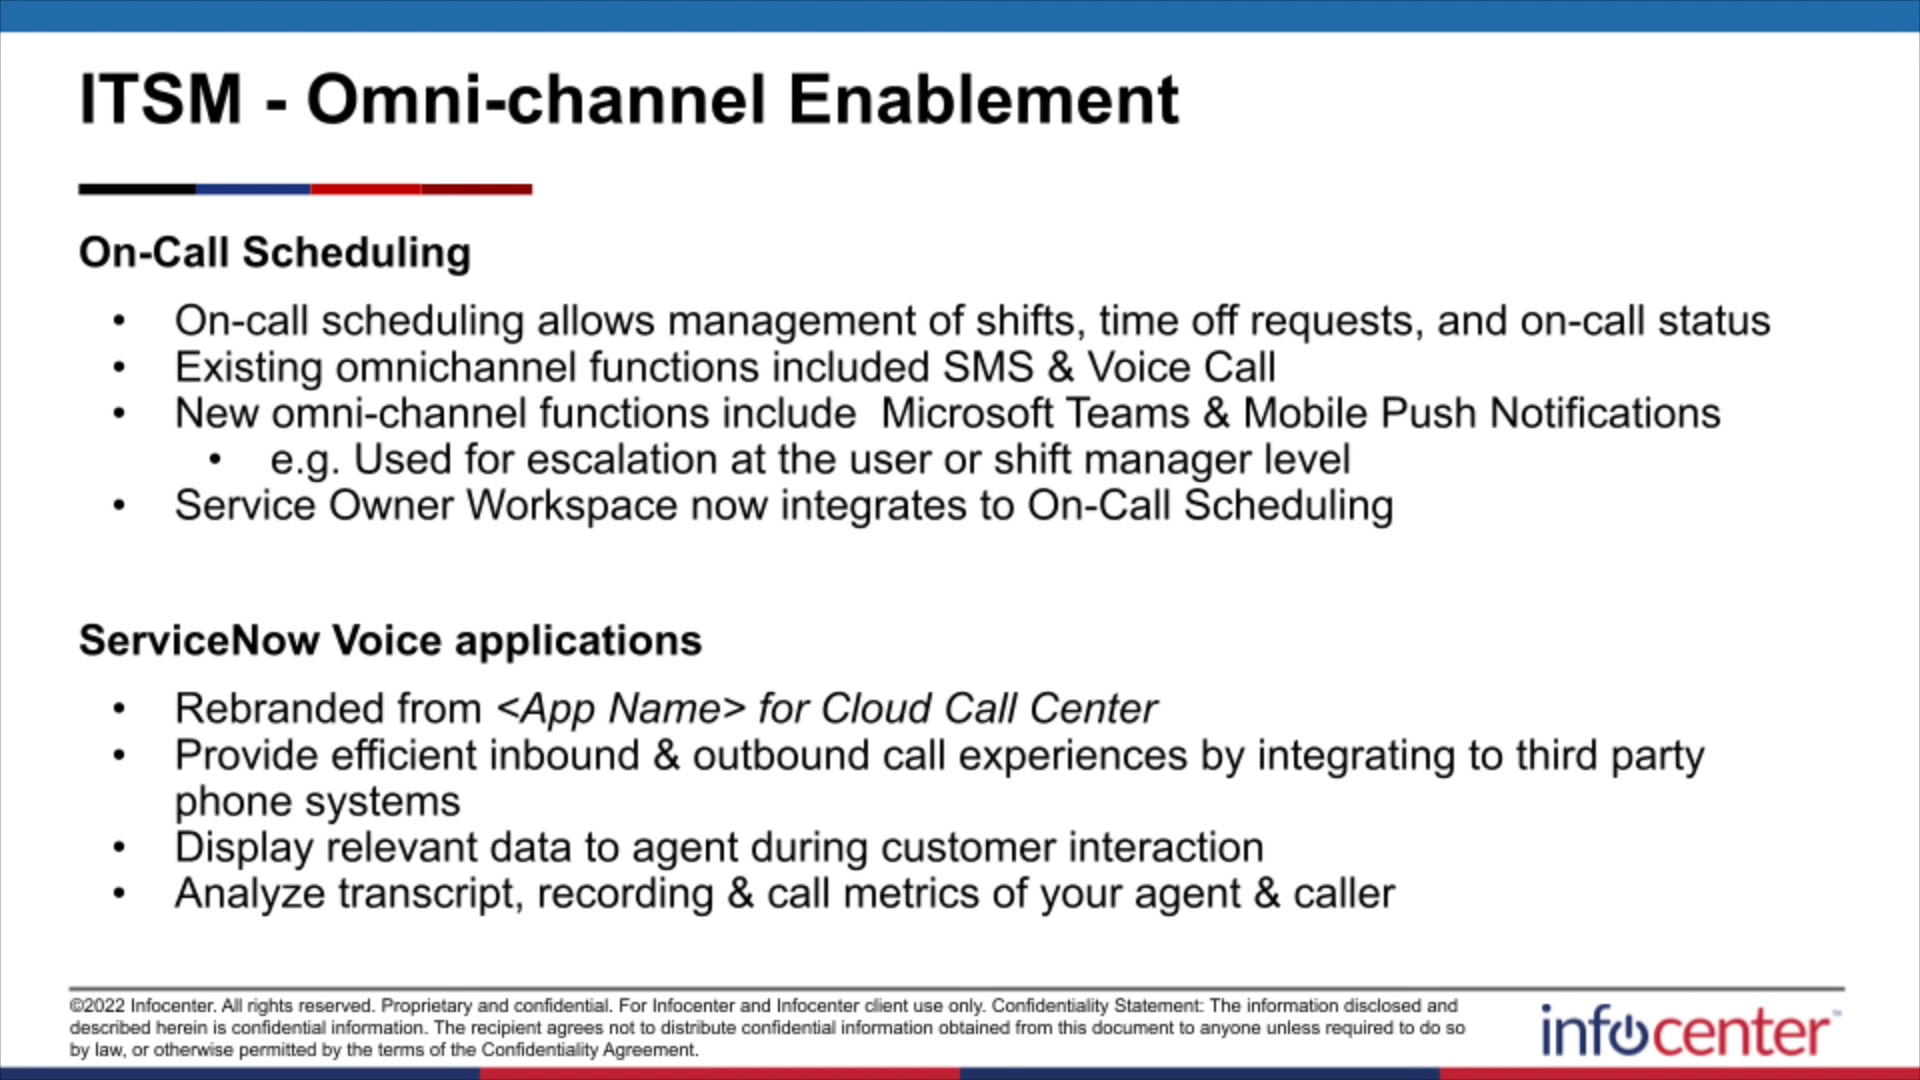 ITSM - Omni-channel Enablement
On-Call Scheduling
• On-call scheduling allows management of shifts, time off requests, and on-call status
• Existing omnichannel functions included SMS & Voice Call
• New omni-channel functions include  Microsoft Teams & Mobile Push Notifications
• e.g. Used for escalation at the user or shift manager level
• Service Owner Workspace now integrates to On-Call Scheduling
ServiceNow Voice applications
• Rebranded from <App Name> for Cloud Call Center
• Provide efficient inbound & outbound call experiences by integrating to third party
phone systems
• Display relevant data to agent during customer interaction
• Analyze transcript, recording & call metrics of your agent & caller
©2022 Infocenter. All rights reserved. Proprietary and confidential. For Infocenter and Infocenter client use only. Confidentiality Statement: The information disclosed and
described herein is confidential information. The recipient agrees not to distribute confidential information obtained from this document to anyone unless required to do so
by law, or otherwise permitted by the terms of the Confidentiality Agreement.
infocenter™